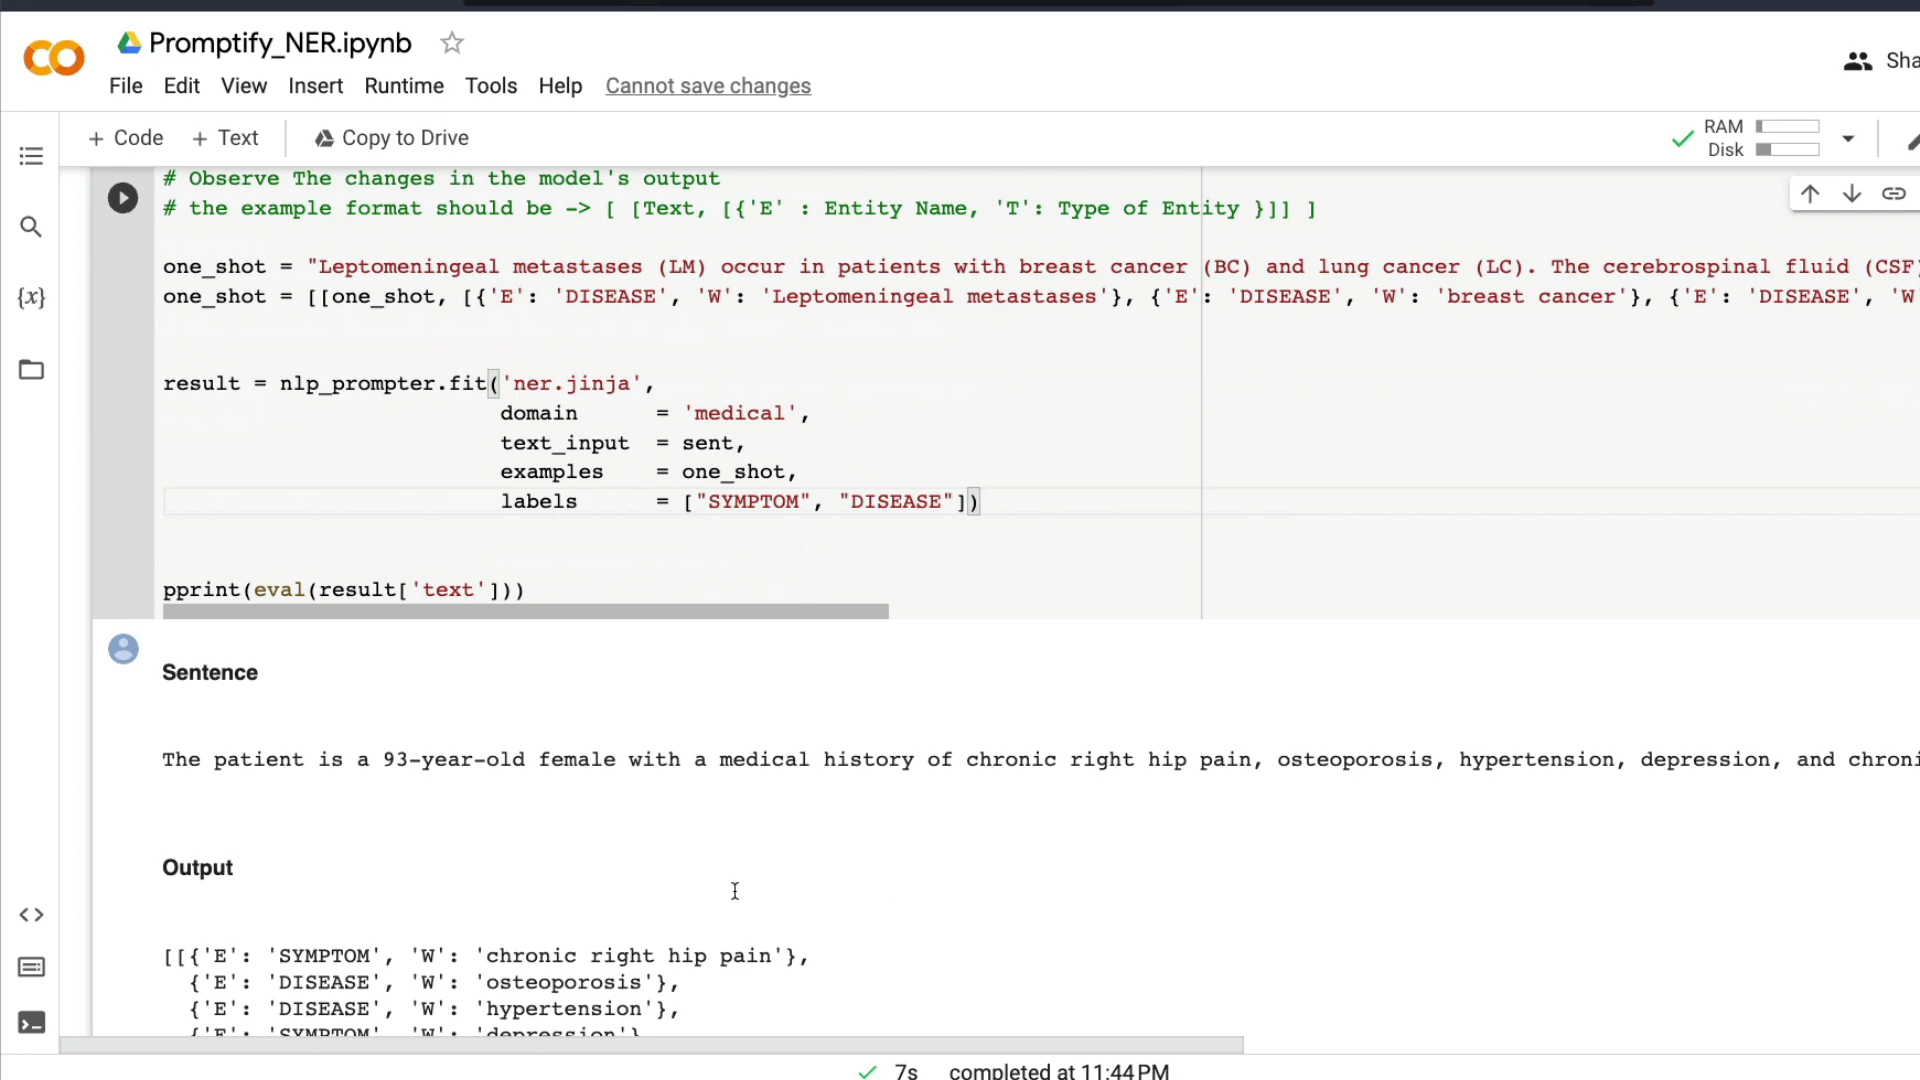 Promptify_NER.ipynb
Sha
File Edit View Insert Runtime Tools Help Cannot save changes
+ Code + Text Copy to Drive
RAM
Disk
# Observe The changes in the model's output
# the example format should be -> [ [Text, [{'E' : Entity Name, 'T': Type of Entity }]] ]
one_shot = "Leptomeningeal metastases (LM) occur in patients with breast cancer (BC) and lung cancer (LC). The cerebrospinal fluid (CSF)
one_shot = [[one_shot, [{'E': 'DISEASE', 'W': 'Leptomeningeal metastases'}, {'E': 'DISEASE', 'W': 'breast cancer'}, {'E': 'DISEASE', 'W'
result = nlp_prompter.fit('ner.jinja',
domain = 'medical',
text_input = sent,
examples = one_shot,
labels = ["SYMPTOM", "DISEASE"])
pprint(eval(result['text']))
Sentence
The patient is a 93-year-old female with a medical history of chronic right hip pain, osteoporosis, hypertension, depression, and chroni
Output
[[{'E': 'SYMPTOM', 'W': 'chronic right hip pain'},
{'E': 'DISEASE', 'W': 'osteoporosis'},
{'E': 'DISEASE', 'W': 'hypertension'},
{'E': 'SYMPTOM', 'W': 'depression'},
7s completed at 11:44 PM